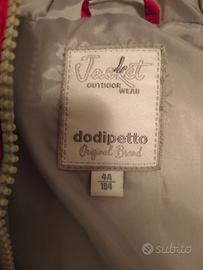 Jacket
OUTDOOR
WEAR
dodipetto
Original Brand
4A
104
subito